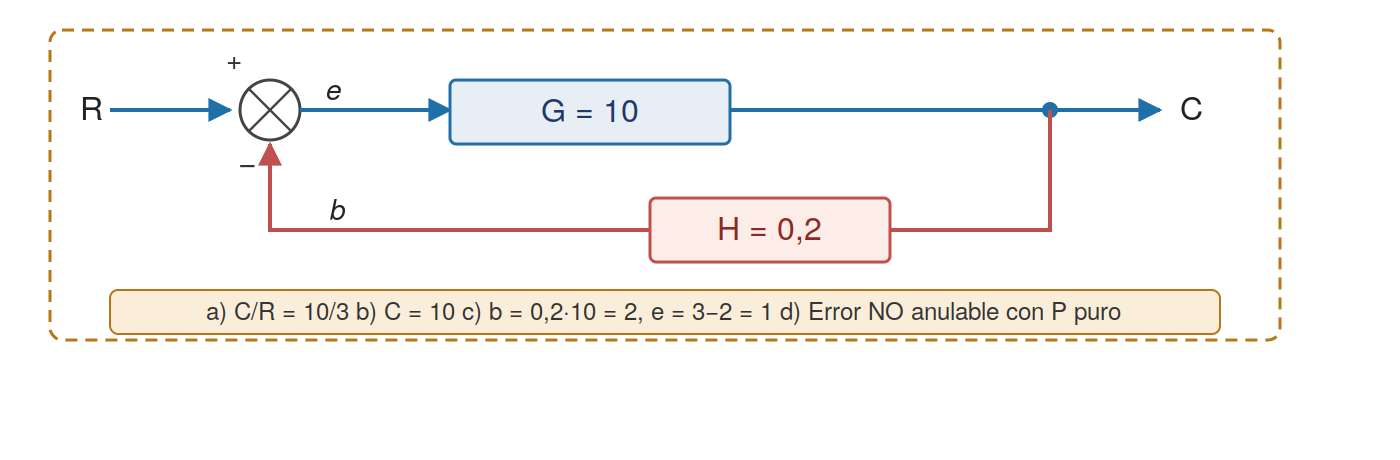 +
R
e
G = 10
C
−
b
H = 0,2
a) C/R = 10/3 b) C = 10 c) b = 0,2·10 = 2, e = 3−2 = 1 d) Error NO anulable con P puro